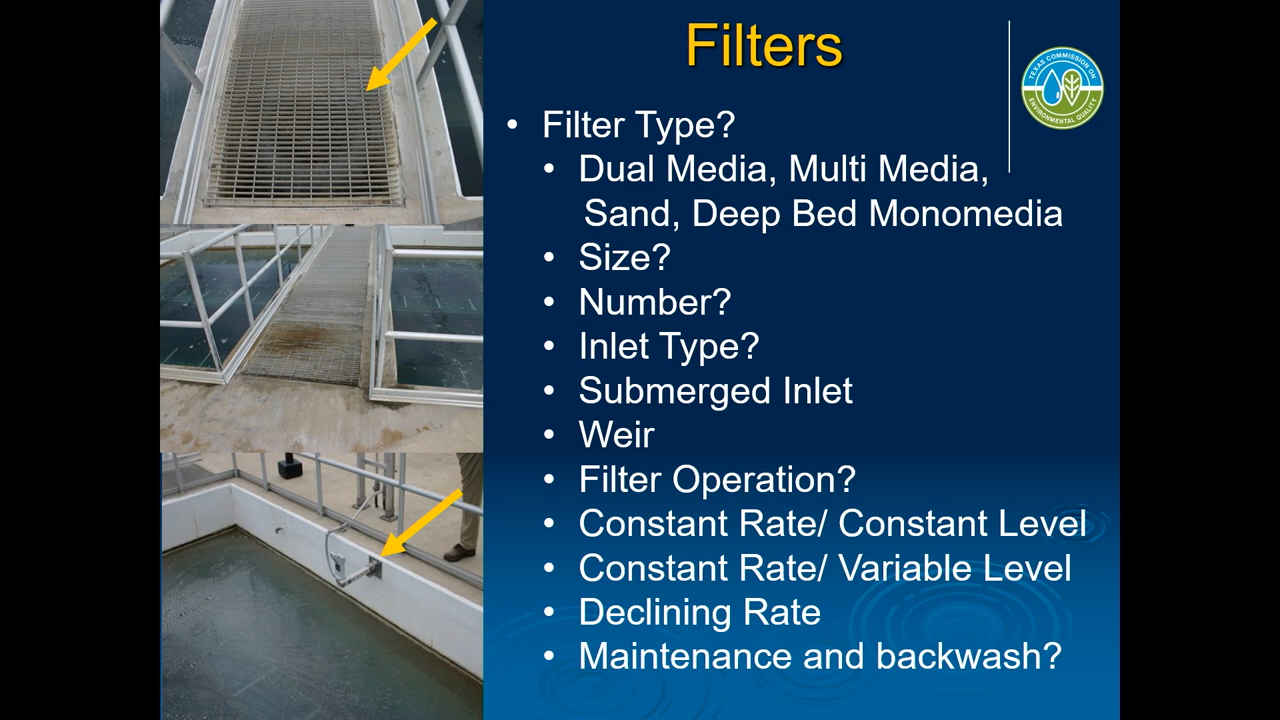 Filters
TEXAS COMMISSION ON
ENVIRONMENTAL QUALITY
• Filter Type?
• Dual Media, Multi Media,
Sand, Deep Bed Monomedia
• Size?
• Number?
• Inlet Type?
• Submerged Inlet
• Weir
• Filter Operation?
• Constant Rate/ Constant Level
• Constant Rate/ Variable Level
• Declining Rate
• Maintenance and backwash?